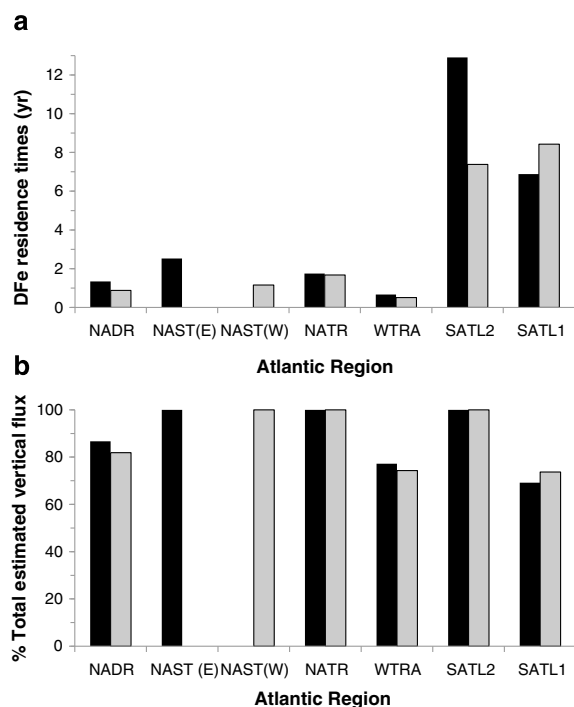 a
DFe residence times (yr)
12
10
8
6
4
2
0
NADR NAST(E) NAST(W) NATR WTRA SATL2 SATL1
Atlantic Region
b
% Total estimated vertical flux
100
80
60
40
20
0
NADR NAST (E) NAST(W) NATR WTRA SATL2 SATL1
Atlantic Region